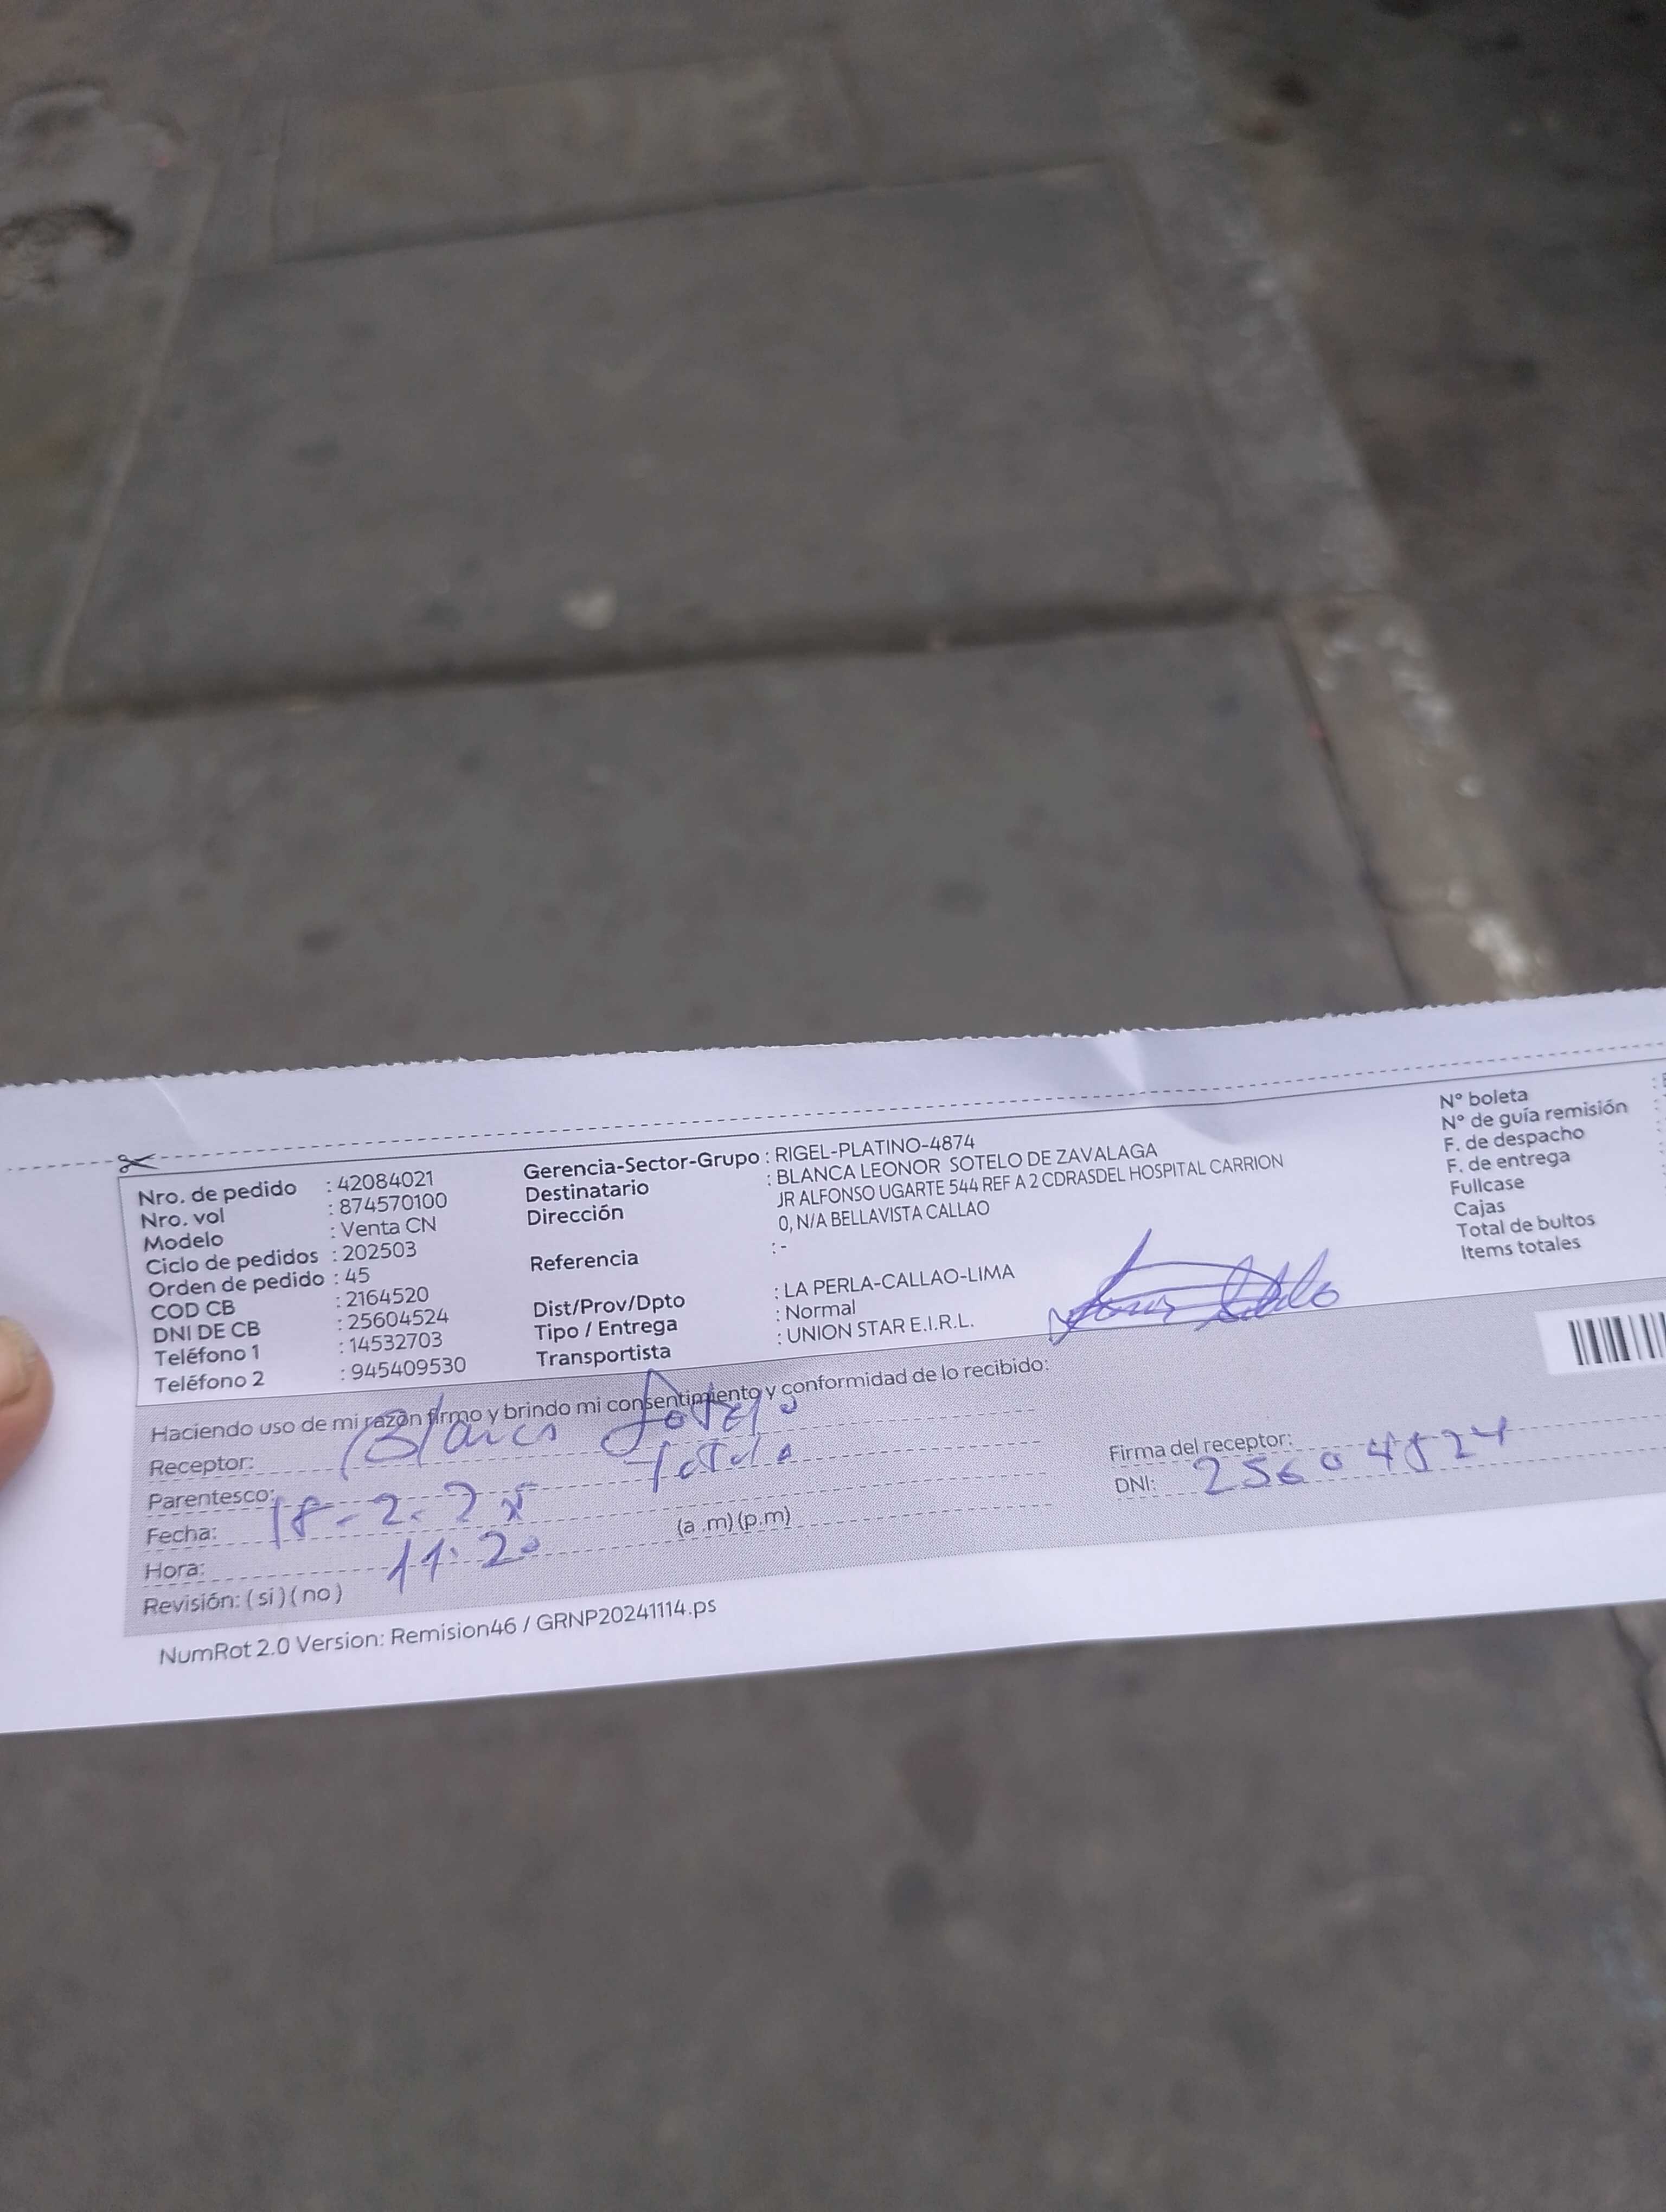 Nro. de pedido : 42084021
Nro. vol : 874570100
Modelo : Venta CN
Ciclo de pedidos : 202503
Orden de pedido : 45
COD CB : 2164520
DNI DE CB : 25604524
Teléfono 1 : 14532703
Teléfono 2 : 945409530
Gerencia-Sector-Grupo : RIGEL-PLATINO-4874
Destinatario : BLANCA LEONOR SOTELO DE ZAVALAGA
Dirección : JR ALFONSO UGARTE 544 REF A 2 CDRASDEL HOSPITAL CARRION
0, N/A BELLAVISTA CALLAO
Referencia : -
Dist/Prov/Dpto : LA PERLA-CALLAO-LIMA
Tipo / Entrega : Normal
Transportista : UNION STAR E.I.R.L.
N° boleta
N° de guía remisión
F. de despacho
F. de entrega
Fullcase
Cajas
Total de bultos
Items totales
Haciendo uso de mi razón firmo y brindo mi consentimiento y conformidad de lo recibido:
Receptor: Blanca Sotelo
Parentesco:
Fecha: 18-2-25
Hora: 11:20 (a .m) (p.m)
Revisión: ( si ) ( no )
Firma del receptor:
DNI: 25604524
NumRot 2.0 Version: Remision46 / GRNP20241114.ps